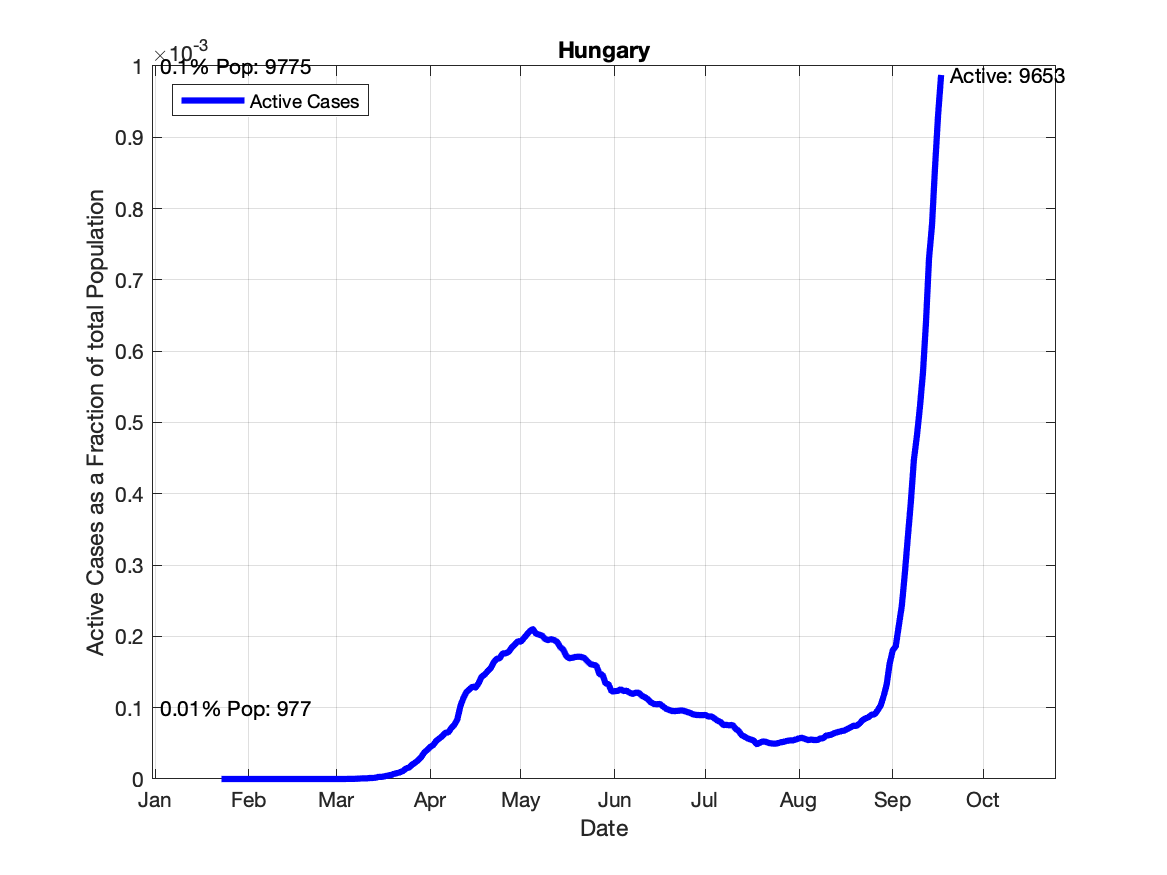 Hungary
×10-3
0.1% Pop: 9775
Active: 9653
Active Cases
1
0.9
0.8
0.7
0.6
0.5
0.4
0.3
0.2
0.1
0
0.01% Pop: 977
Active Cases as a Fraction of total Population
Jan Feb Mar Apr May Jun Jul Aug Sep Oct
Date